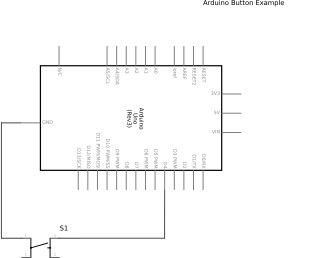 Arduino Button Example
N/C
A5/SCL
A4/SDA
A3
A2
A1
A0
Vref
AREF
RESET2
RESET
3V3
5V
VIN
Arduino
Uno
(Rev3)
GND
D13/SCK
D12/MISO
D11 PWM/MOSI
D10 PWM/SS
D9 PWM
D8
D7
D6 PWM
D5 PWM
D4
D3 PWM
D2
D1/TX
D0/RX
S1